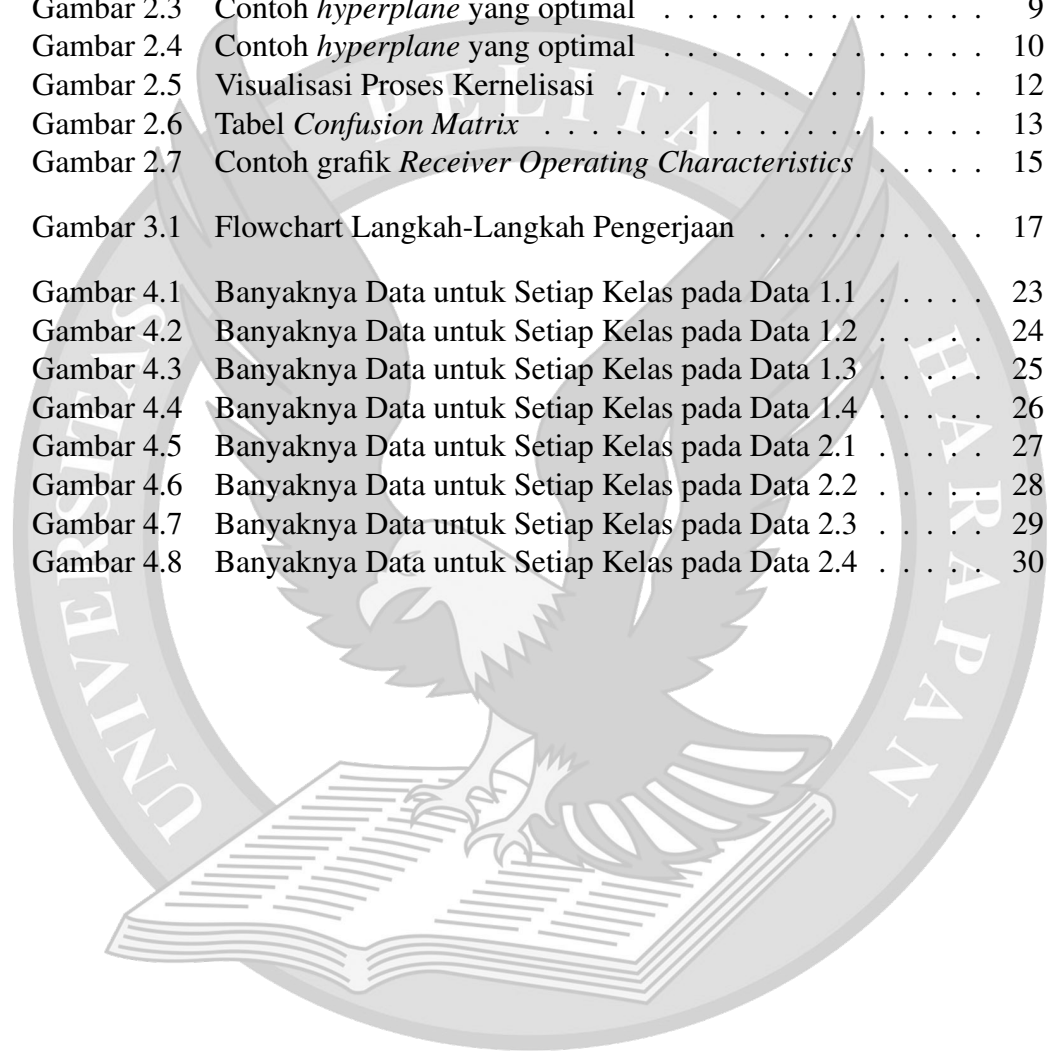 Gambar 2.3 Contoh hyperplane yang optimal . . . . . . . . . . . . . . . 9
Gambar 2.4 Contoh hyperplane yang optimal . . . . . . . . . . . . . . . 10
Gambar 2.5 Visualisasi Proses Kernelisasi . . . . . . . . . . . . . . . . . 12
Gambar 2.6 Tabel Confusion Matrix . . . . . . . . . . . . . . . . . . . . 13
Gambar 2.7 Contoh grafik Receiver Operating Characteristics . . . . . 15
Gambar 3.1 Flowchart Langkah-Langkah Pengerjaan . . . . . . . . . . 17
Gambar 4.1 Banyaknya Data untuk Setiap Kelas pada Data 1.1 . . . . . 23
Gambar 4.2 Banyaknya Data untuk Setiap Kelas pada Data 1.2 . . . . . 24
Gambar 4.3 Banyaknya Data untuk Setiap Kelas pada Data 1.3 . . . . . 25
Gambar 4.4 Banyaknya Data untuk Setiap Kelas pada Data 1.4 . . . . . 26
Gambar 4.5 Banyaknya Data untuk Setiap Kelas pada Data 2.1 . . . . . 27
Gambar 4.6 Banyaknya Data untuk Setiap Kelas pada Data 2.2 . . . . . 28
Gambar 4.7 Banyaknya Data untuk Setiap Kelas pada Data 2.3 . . . . . 29
Gambar 4.8 Banyaknya Data untuk Setiap Kelas pada Data 2.4 . . . . . 30
UNIVERSITAS PELITA HARAPAN